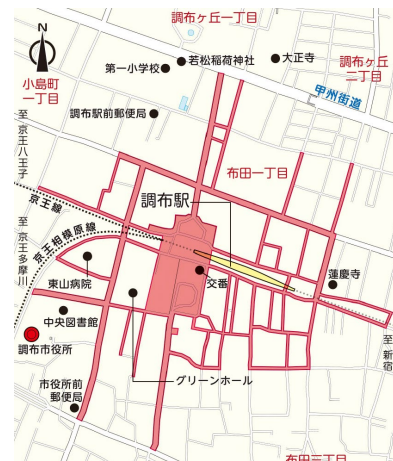 調布ヶ丘一丁目
N
若松稲荷神社
大正寺
第一小学校
調布ヶ丘
二丁目
小島町
一丁目
甲州街道
調布駅前郵便局
至 京王八王子
布田一丁目
調布駅
京王線
至 京王多摩川
京王相模原線
東山病院
交番
蓮慶寺
中央図書館
調布市役所
至 新宿
グリーンホール
市役所前
郵便局
布田三丁目